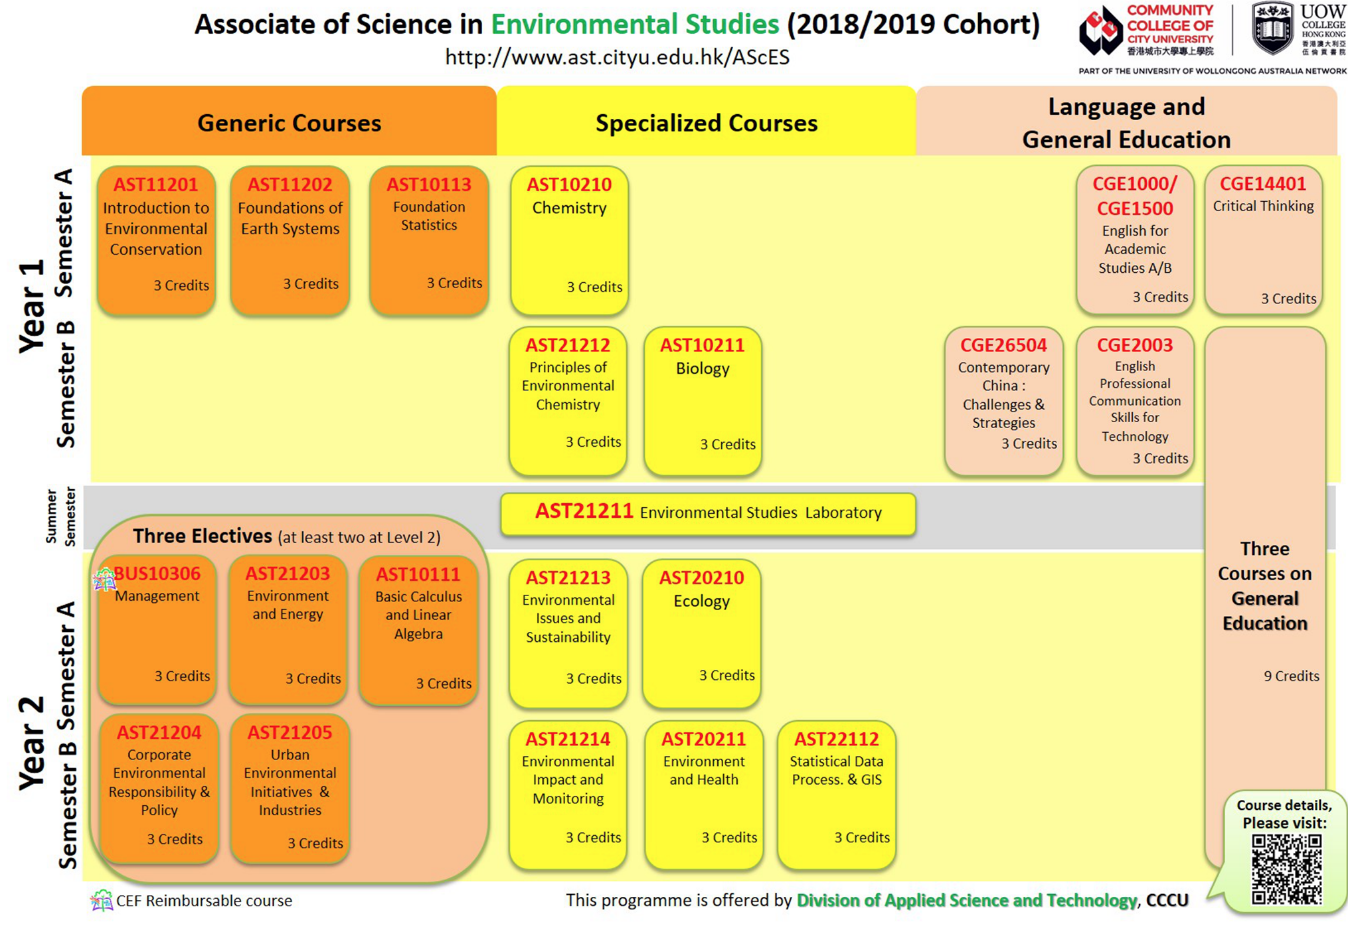 Associate of Science in Environmental Studies (2018/2019 Cohort)
http://www.ast.cityu.edu.hk/AScES
COMMUNITY
COLLEGE OF
CITY UNIVERSITY
香港城市大學專上學院
UOW
COLLEGE
HONG KONG
香港澳大利亞
伍倫貢書院
PART OF THE UNIVERSITY OF WOLLONGONG AUSTRALIA NETWORK
Generic Courses
Specialized Courses
Language and
General Education
Year 1
Semester A
AST11201
Introduction to
Environmental
Conservation
3 Credits
AST11202
Foundations of
Earth Systems
3 Credits
AST10113
Foundation
Statistics
3 Credits
AST10210
Chemistry
3 Credits
CGE1000/
CGE1500
English for
Academic
Studies A/B
3 Credits
CGE14401
Critical Thinking
3 Credits
Semester B
AST21212
Principles of
Environmental
Chemistry
3 Credits
AST10211
Biology
3 Credits
CGE26504
Contemporary
China :
Challenges &
Strategies
3 Credits
CGE2003
English
Professional
Communication
Skills for
Technology
3 Credits
Summer
Semester
AST21211 Environmental Studies Laboratory
Three
Courses on
General
Education
9 Credits
Year 2
Three Electives (at least two at Level 2)
Semester A
BUS10306
Management
3 Credits
AST21203
Environment
and Energy
3 Credits
AST10111
Basic Calculus
and Linear
Algebra
3 Credits
AST21213
Environmental
Issues and
Sustainability
3 Credits
AST20210
Ecology
3 Credits
Semester B
AST21204
Corporate
Environmental
Responsibility &
Policy
3 Credits
AST21205
Urban
Environmental
Initiatives &
Industries
3 Credits
AST21214
Environmental
Impact and
Monitoring
3 Credits
AST20211
Environment
and Health
3 Credits
AST22112
Statistical Data
Process. & GIS
3 Credits
Course details,
Please visit:
CEF Reimbursable course
This programme is offered by Division of Applied Science and Technology, CCCU